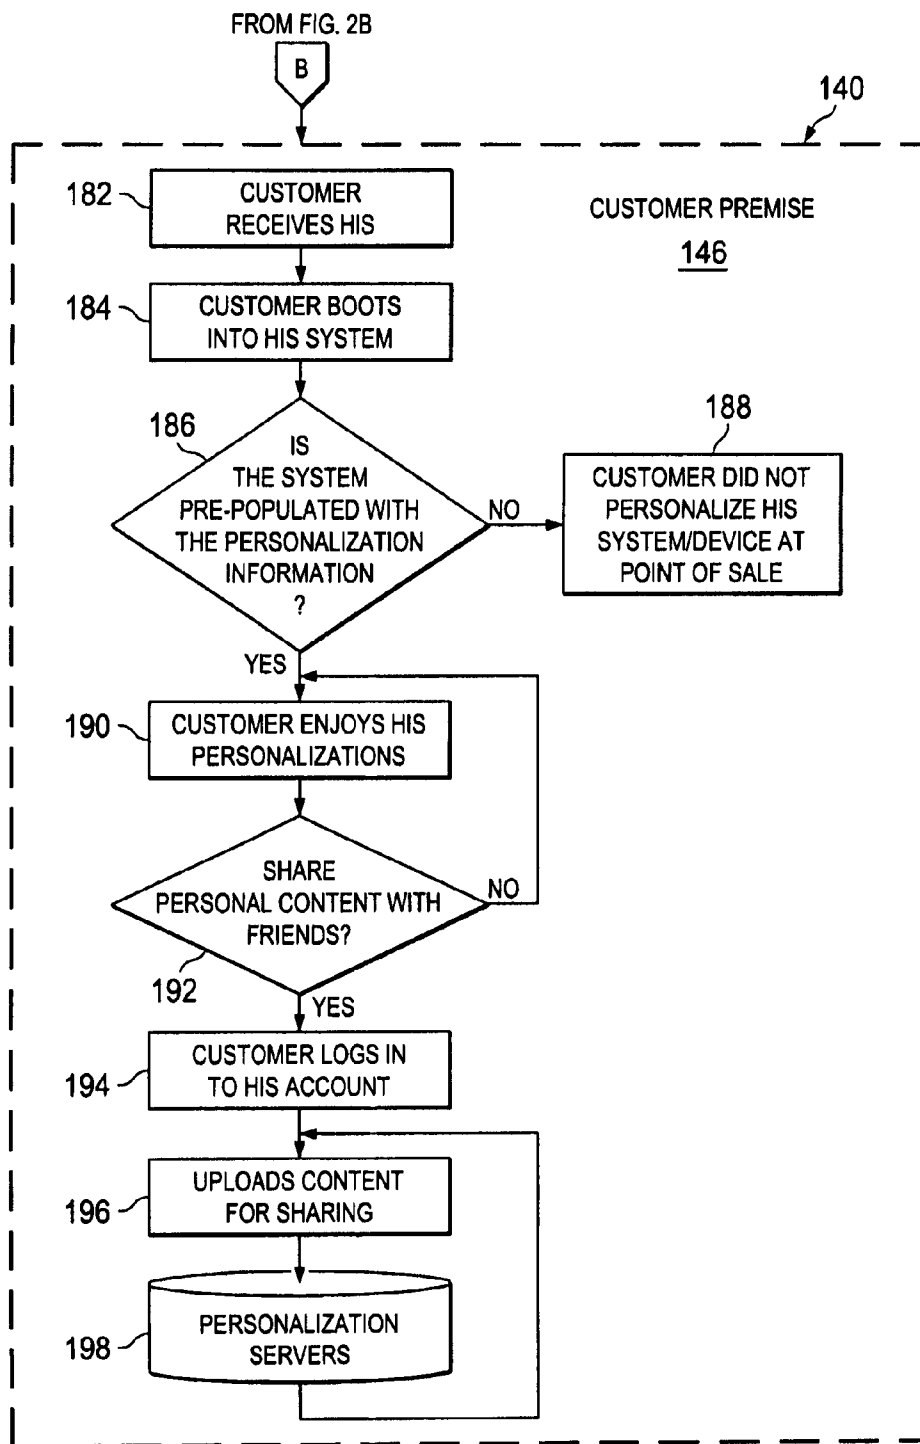 FROM FIG. 2B
B
140
CUSTOMER PREMISE
146
182
CUSTOMER
RECEIVES HIS
184
CUSTOMER BOOTS
INTO HIS SYSTEM
186
IS
THE SYSTEM
PRE-POPULATED WITH
THE PERSONALIZATION
INFORMATION
?
NO
188
CUSTOMER DID NOT
PERSONALIZE HIS
SYSTEM/DEVICE AT
POINT OF SALE
YES
190
CUSTOMER ENJOYS HIS
PERSONALIZATIONS
SHARE
PERSONAL CONTENT WITH
FRIENDS?
NO
192
YES
194
CUSTOMER LOGS IN
TO HIS ACCOUNT
196
UPLOADS CONTENT
FOR SHARING
198
PERSONALIZATION
SERVERS